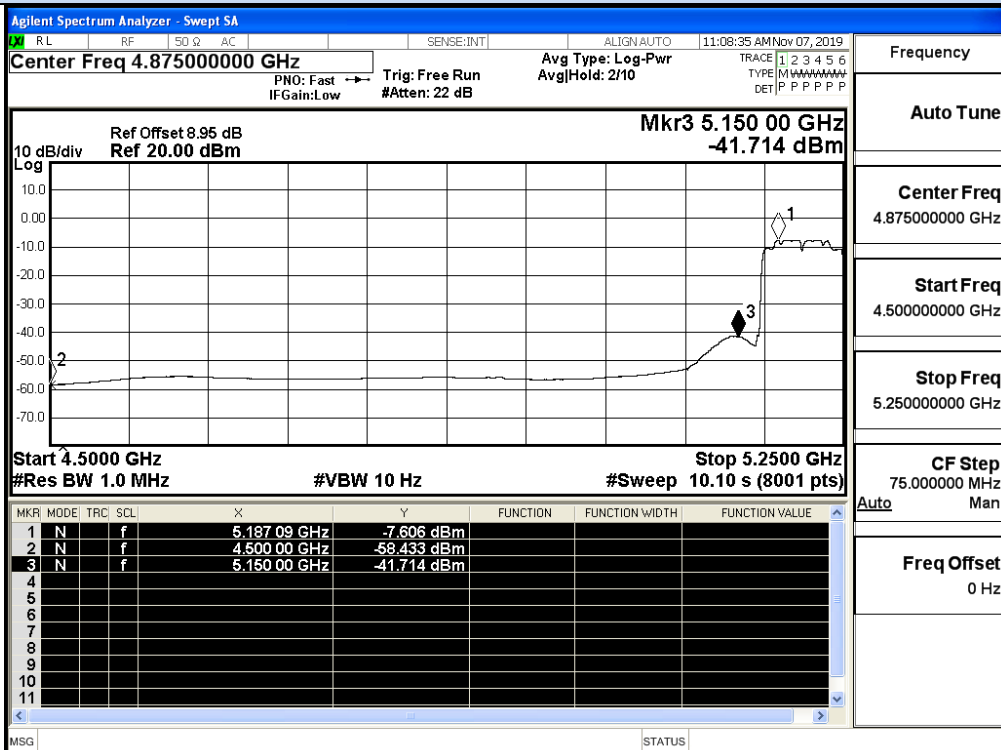 Agilent Spectrum Analyzer - Swept SA
LXI RL RF 50 Ω AC SENSE:INT ALIGN AUTO 11:08:35 AM Nov 07, 2019
Center Freq 4.875000000 GHz
PNO: Fast
IFGain:Low
Trig: Free Run
#Atten: 22 dB
Avg Type: Log-Pwr
Avg|Hold: 2/10
TRACE 1 2 3 4 5 6
TYPE M W W W W W
DET P P P P P P
Mkr3 5.150 00 GHz
-41.714 dBm
Ref Offset 8.95 dB
10 dB/div Ref 20.00 dBm
Log
10.0
0.00
-10.0
-20.0
-30.0
-40.0
-50.0
-60.0
-70.0
1
2
3
Start 4.5000 GHz Stop 5.2500 GHz
#Res BW 1.0 MHz #VBW 10 Hz #Sweep 10.10 s (8001 pts)
MKR MODE TRC SCL X Y FUNCTION FUNCTION WIDTH FUNCTION VALUE
1 N f 5.187 09 GHz -7.606 dBm
2 N f 4.500 00 GHz -58.433 dBm
3 N f 5.150 00 GHz -41.714 dBm
4
5
6
7
8
9
10
11
MSG STATUS
Frequency
Auto Tune
Center Freq
4.875000000 GHz
Start Freq
4.500000000 GHz
Stop Freq
5.250000000 GHz
CF Step
75.000000 MHz
Auto Man
Freq Offset
0 Hz